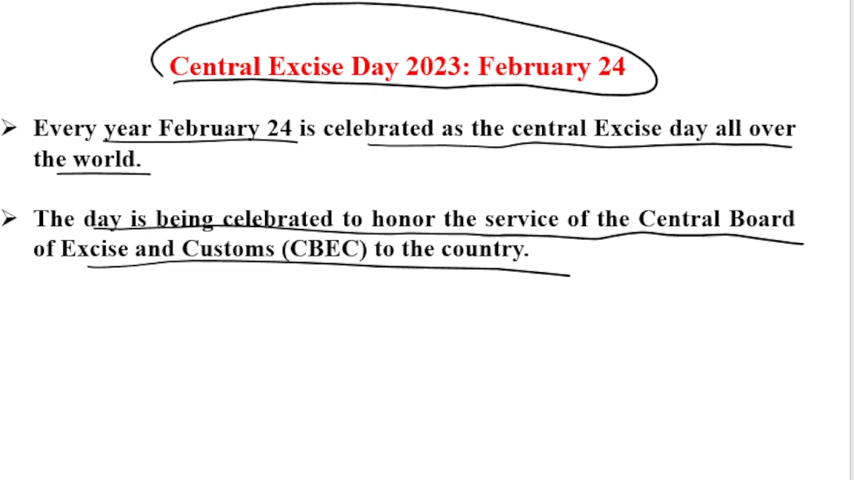 Central Excise Day 2023: February 24
➢ Every year February 24 is celebrated as the central Excise day all over
the world.
➢ The day is being celebrated to honor the service of the Central Board
of Excise and Customs (CBEC) to the country.